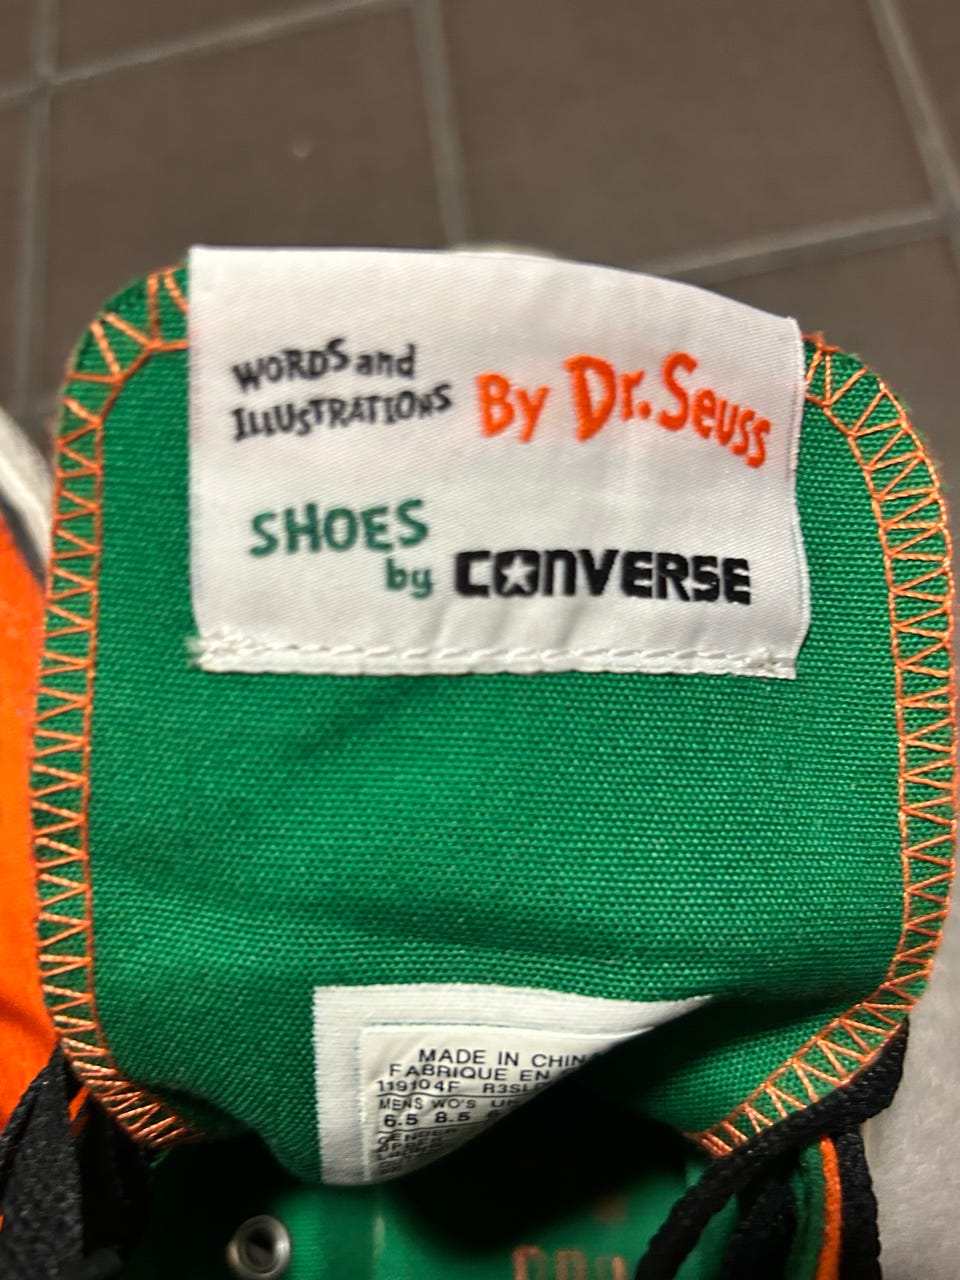 WORDS and
ILLUSTRATIONS By Dr. Seuss
SHOES
by CONVERSE
MADE IN
FABRIQUE EN
119104F
MENS WO'S
6.5 8.5